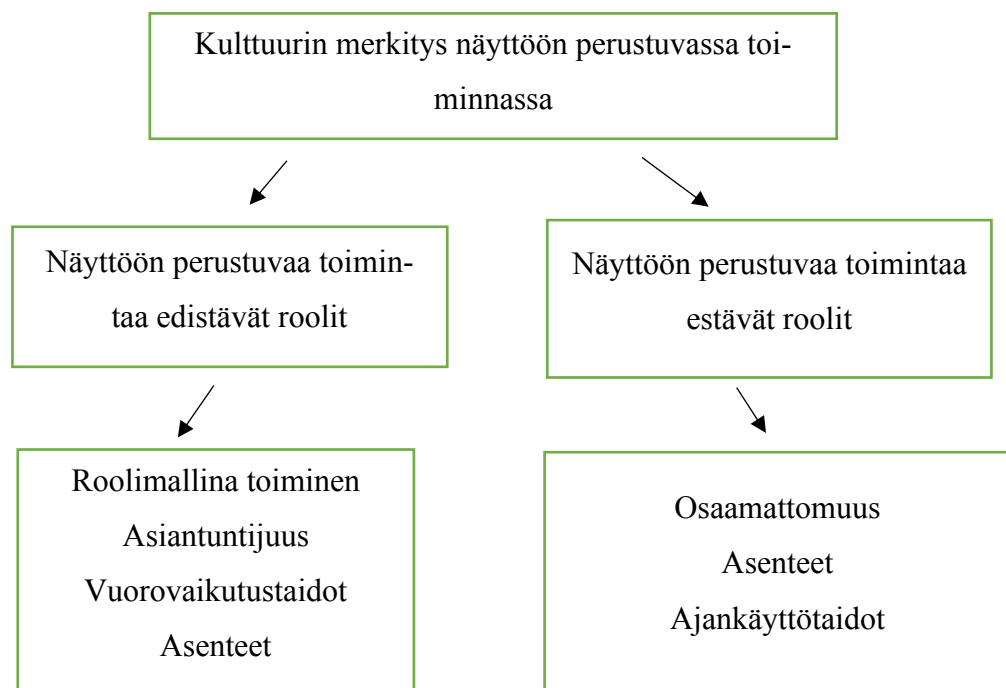 Kulttuurin merkitys näyttöön perustuvassa toi-
minnassa
Näyttöön perustuvaa toimin-
taa edistävät roolit
Näyttöön perustuvaa toimintaa
estävät roolit
Roolimallina toiminen
Asiantuntijuus
Vuorovaikutustaidot
Asenteet
Osaamattomuus
Asenteet
Ajankäyttötaidot